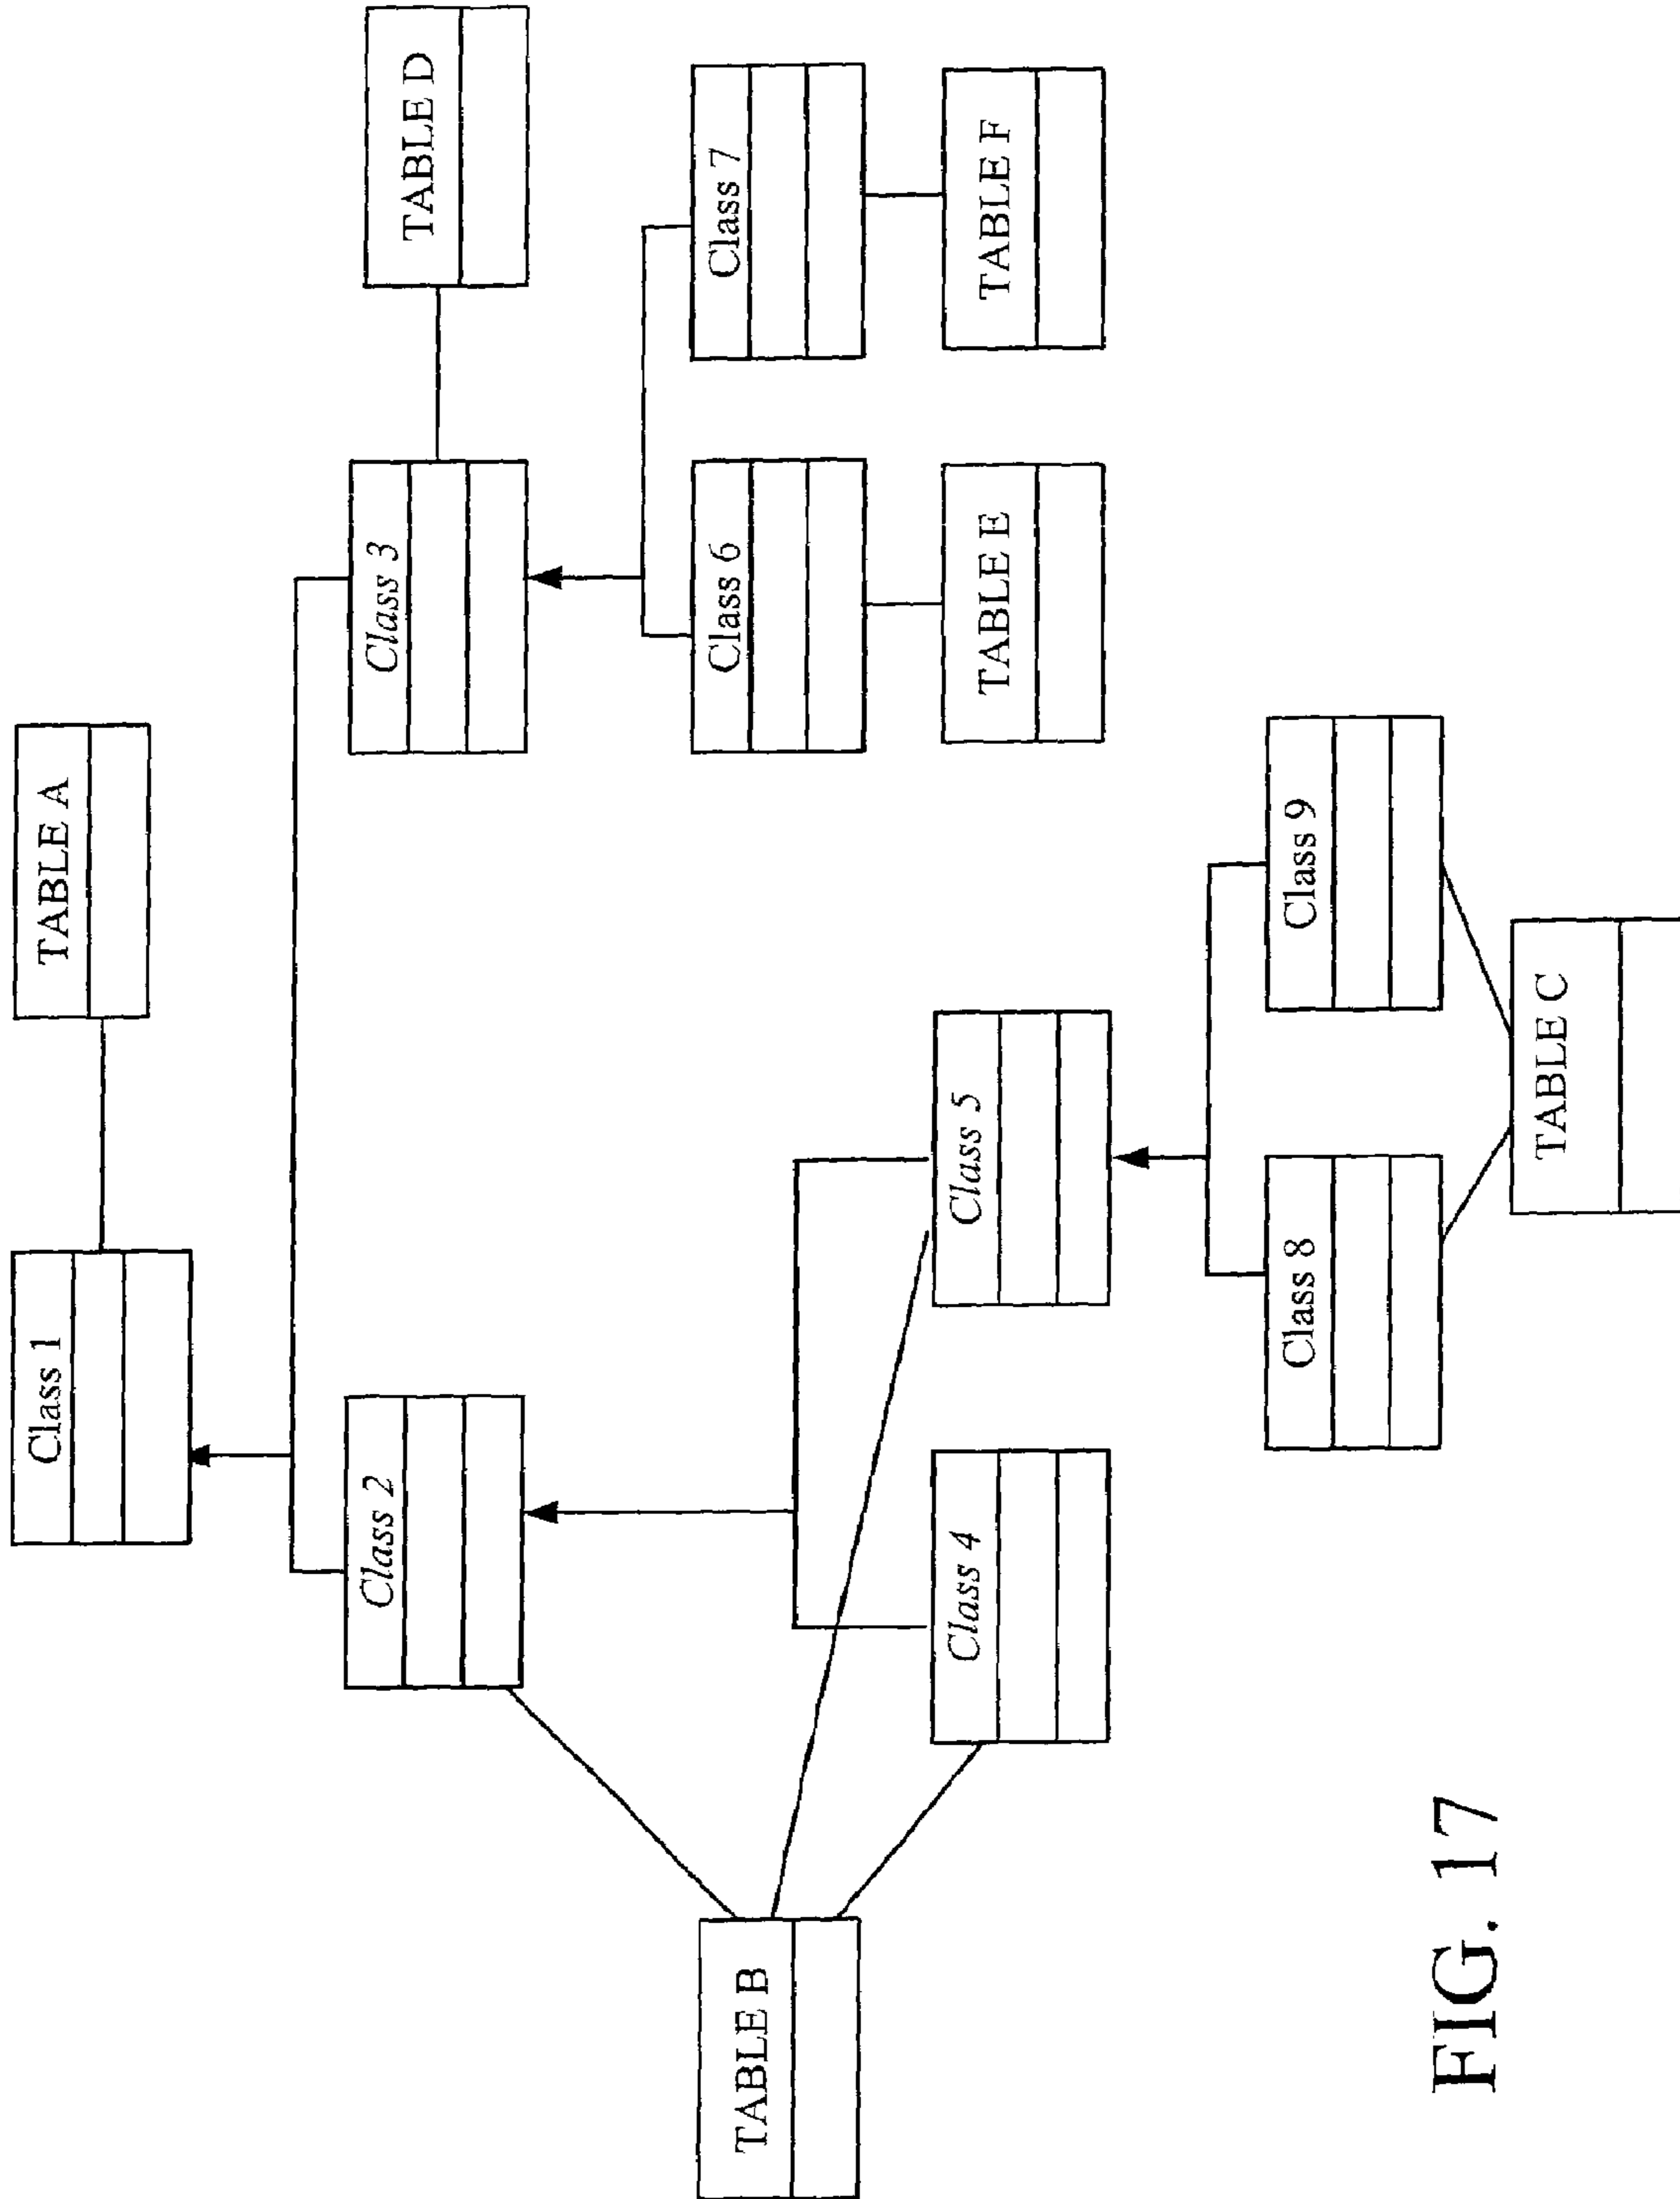 Class 1
TABLE A
Class 2
Class 3
TABLE D
TABLE B
Class 4
Class 5
Class 6
Class 7
TABLE E
TABLE F
Class 8
Class 9
TABLE C
FIG. 17